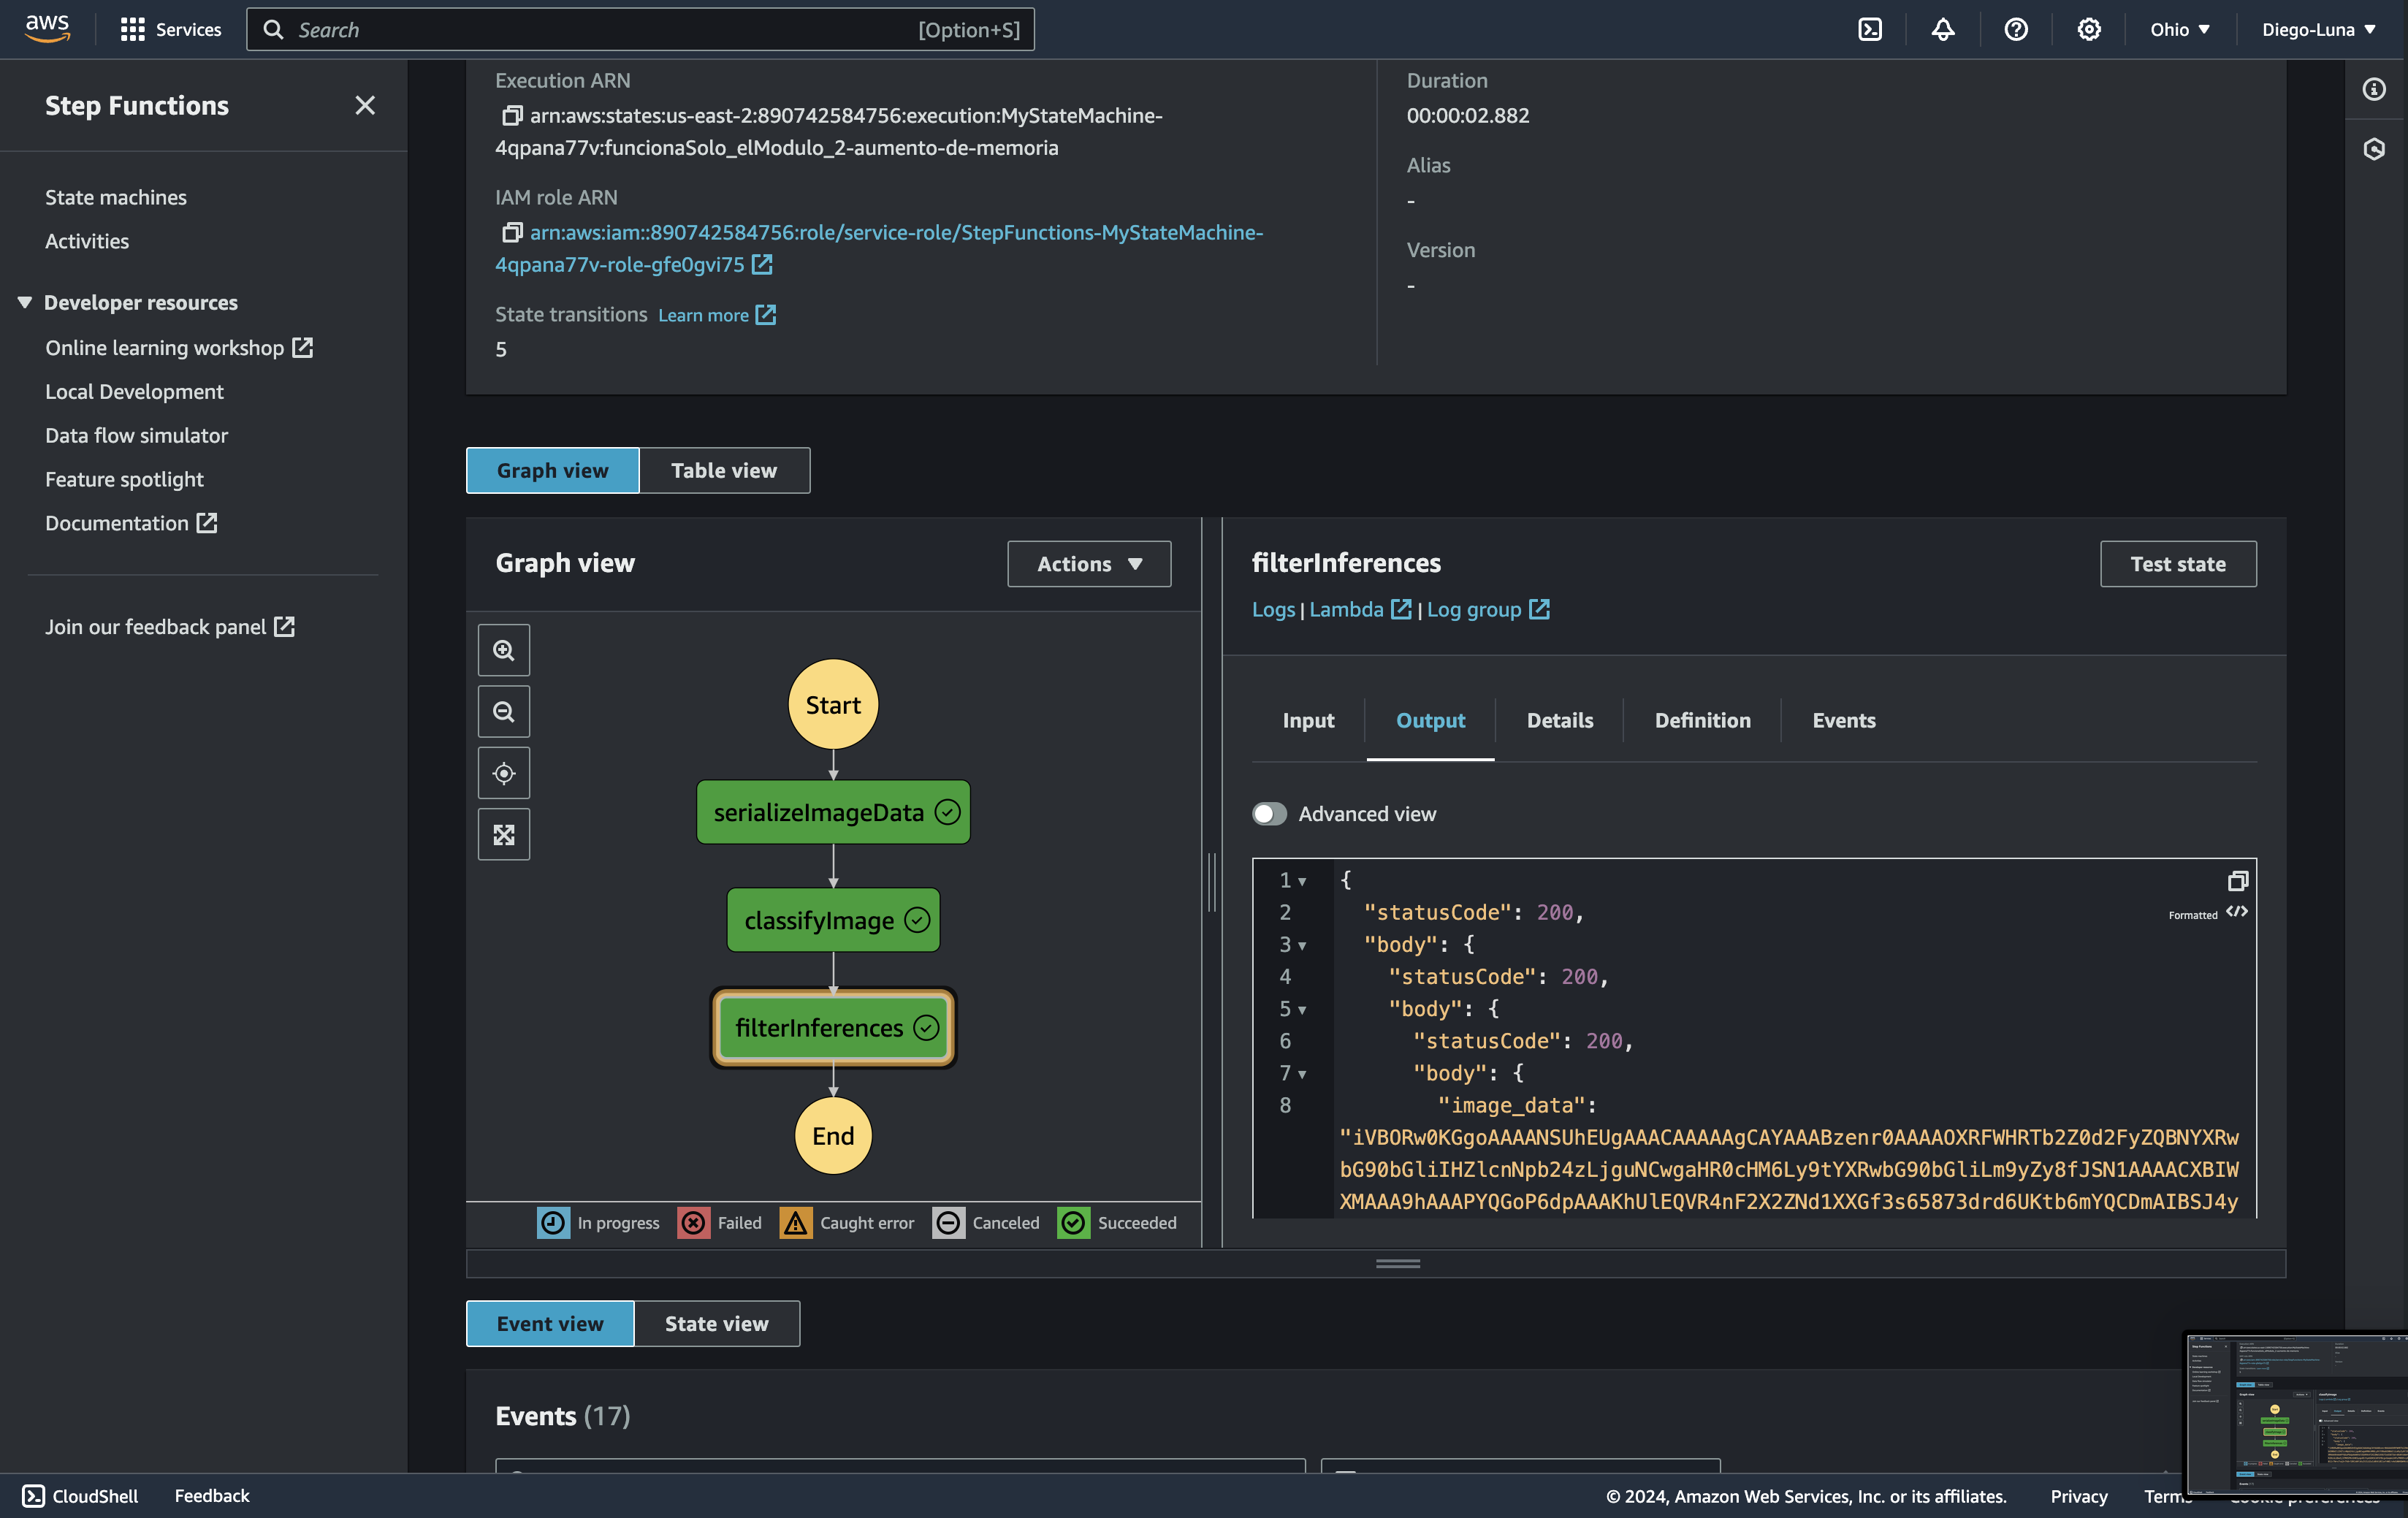 aws
Services
Search
[Option+S]
Ohio ▼
Diego-Luna ▼
Step Functions
State machines
Activities
Developer resources
Online learning workshop
Local Development
Data flow simulator
Feature spotlight
Documentation
Join our feedback panel
Execution ARN
arn:aws:states:us-east-2:890742584756:execution:MyStateMachine-
4qpana77v:funcionaSolo_elModulo_2-aumento-de-memoria
IAM role ARN
arn:aws:iam::890742584756:role/service-role/StepFunctions-MyStateMachine-
4qpana77v-role-gfe0gvi75
State transitions Learn more
5
Duration
00:00:02.882
Alias
-
Version
-
Graph view
Table view
Graph view
Actions ▼
Start
serializeImageData
classifyImage
filterInferences
End
In progress
Failed
Caught error
Canceled
Succeeded
filterInferences
Test state
Logs | Lambda | Log group
Input
Output
Details
Definition
Events
Advanced view
Formatted </>
1 {
2 "statusCode": 200,
3 "body": {
4 "statusCode": 200,
5 "body": {
6 "statusCode": 200,
7 "body": {
8 "image_data":
"iVBORw0KGgoAAAANSUhEUgAAACAAAAAgCAYAAABzenr0AAAAOXRFWHRTb2Z0d2FyZQBNYXRw
bG90bGliIHZlcnNpb24zLjguNCwgaHR0cHM6Ly9tYXRwbG90bGliLm9yZy8fJSN1AAAACXBIW
XMAAA9hAAAPYQGoP6dpAAAKhUlEQVR4nF2X2ZNd1XXGf3s65873drd6UKtb6mYQCDmAIBSJ4y
Event view
State view
Events (17)
CloudShell
Feedback
© 2024, Amazon Web Services, Inc. or its affiliates.
Privacy
Terms
Cookie preferences